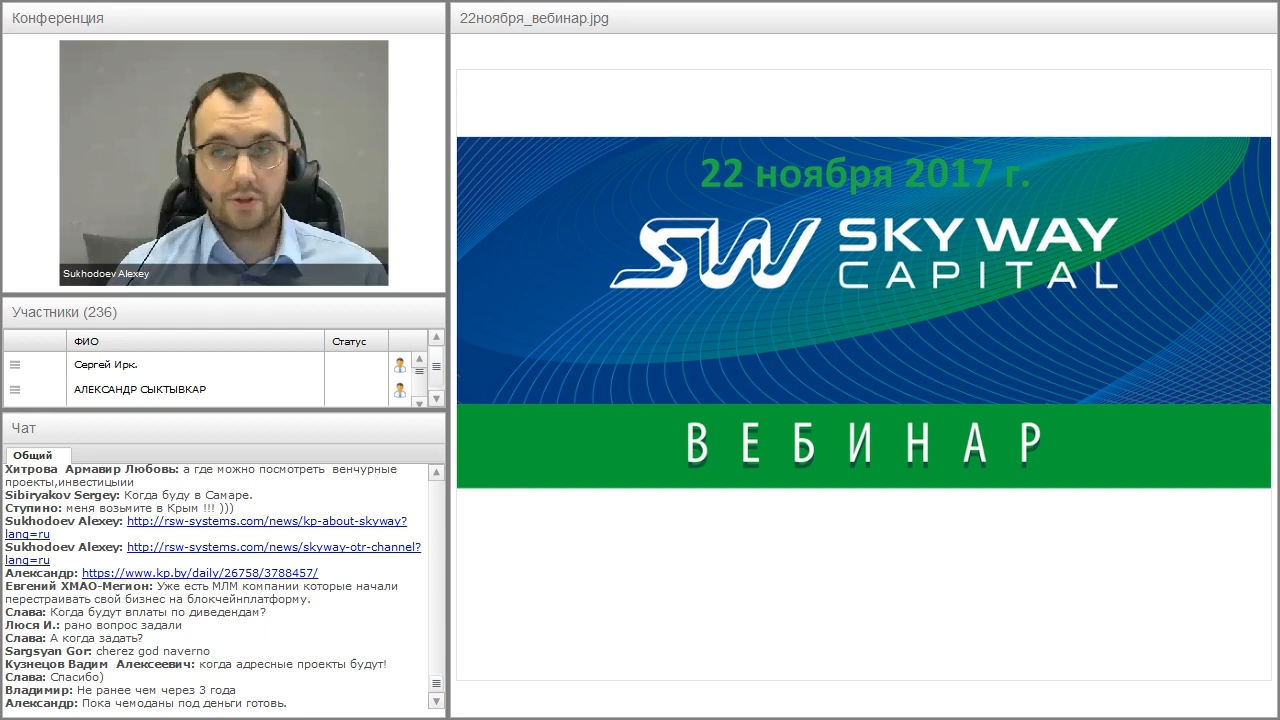 Конференция
Sukhodoev Alexey
Участники (236)
ФИО Статус
Сергей Ирк.
АЛЕКСАНДР СЫКТЫВКАР
Чат
Общий
Хитрова Армавир Любовь: а где можно посмотреть венчурные
проекты,инвестицыии
Sibiryakov Sergey: Когда буду в Самаре.
Ступино: меня возьмите в Крым !!! )))
Sukhodoev Alexey: http://rsw-systems.com/news/kp-about-skyway?
lang=ru
Sukhodoev Alexey: http://rsw-systems.com/news/skyway-otr-channel?
lang=ru
Александр: https://www.kp.by/daily/26758/3788457/
Евгений ХМАО-Мегион: Уже есть МЛМ компании которые начали
перестраивать свой бизнес на блокчейнплатформу.
Слава: Когда будут вплаты по диведендам?
Люся И.: рано вопрос задали
Слава: А когда задать?
Sargsyan Gor: cherez god naverno
Кузнецов Вадим Алексеевич: когда адресные проекты будут!
Слава: Спасибо)
Владимир: Не ранее чем через 3 года
Александр: Пока чемоданы под деньги готовь.
22ноября_вебинар.jpg
22 ноября 2017 г.
SW SKY WAY
CAPITAL
ВЕБИНАР